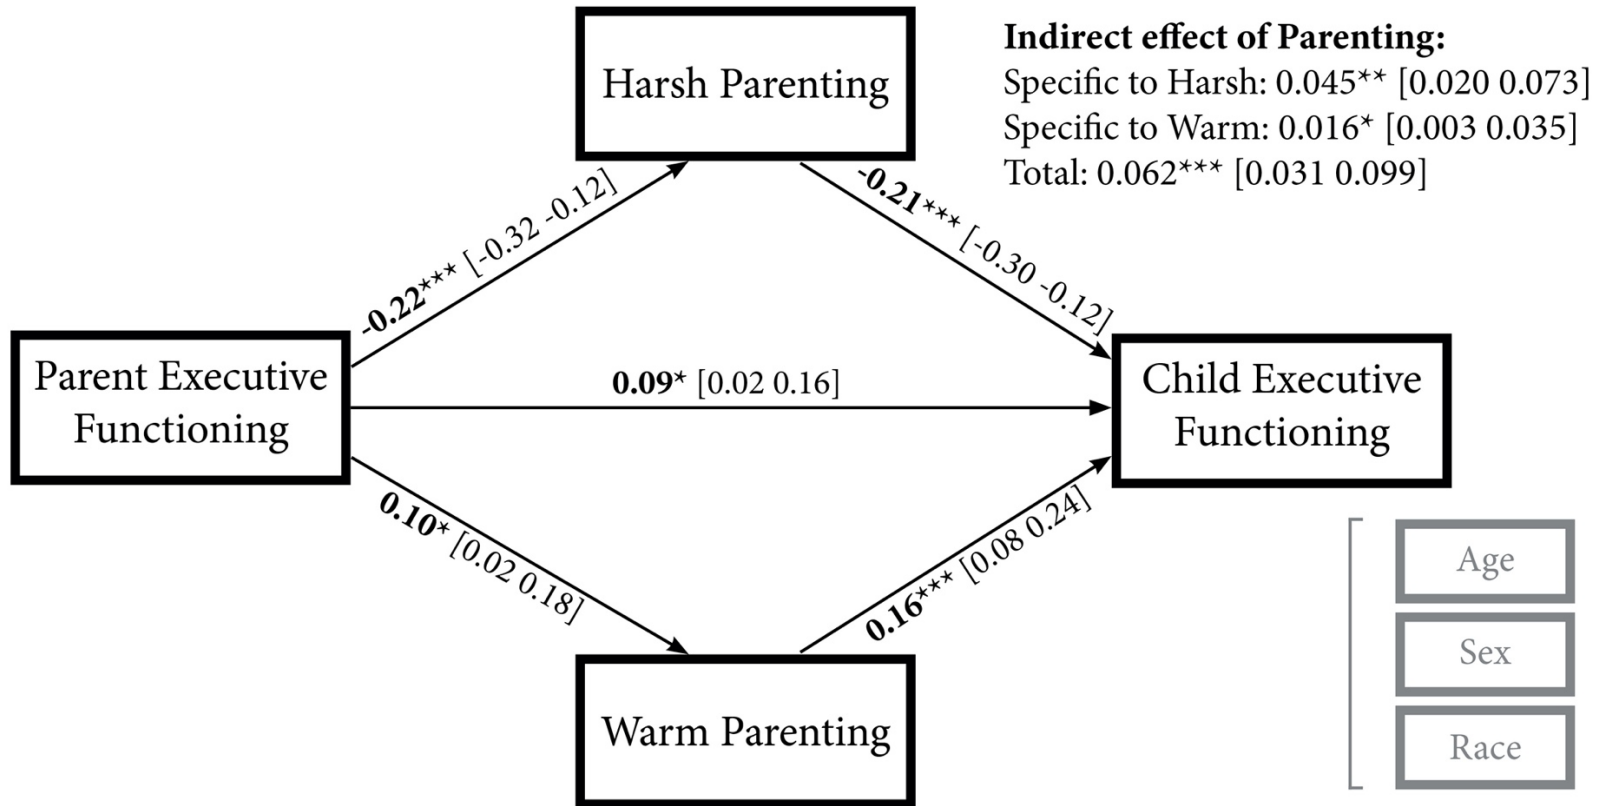 Harsh Parenting
Indirect effect of Parenting:
Specific to Harsh: 0.045** [0.020 0.073]
Specific to Warm: 0.016* [0.003 0.035]
Total: 0.062*** [0.031 0.099]
-0.22*** [-0.32 -0.12]
-0.21*** [-0.30 -0.12]
Parent Executive
Functioning
0.09* [0.02 0.16]
Child Executive
Functioning
0.10* [0.02 0.18]
0.16*** [0.08 0.24]
Warm Parenting
Age
Sex
Race